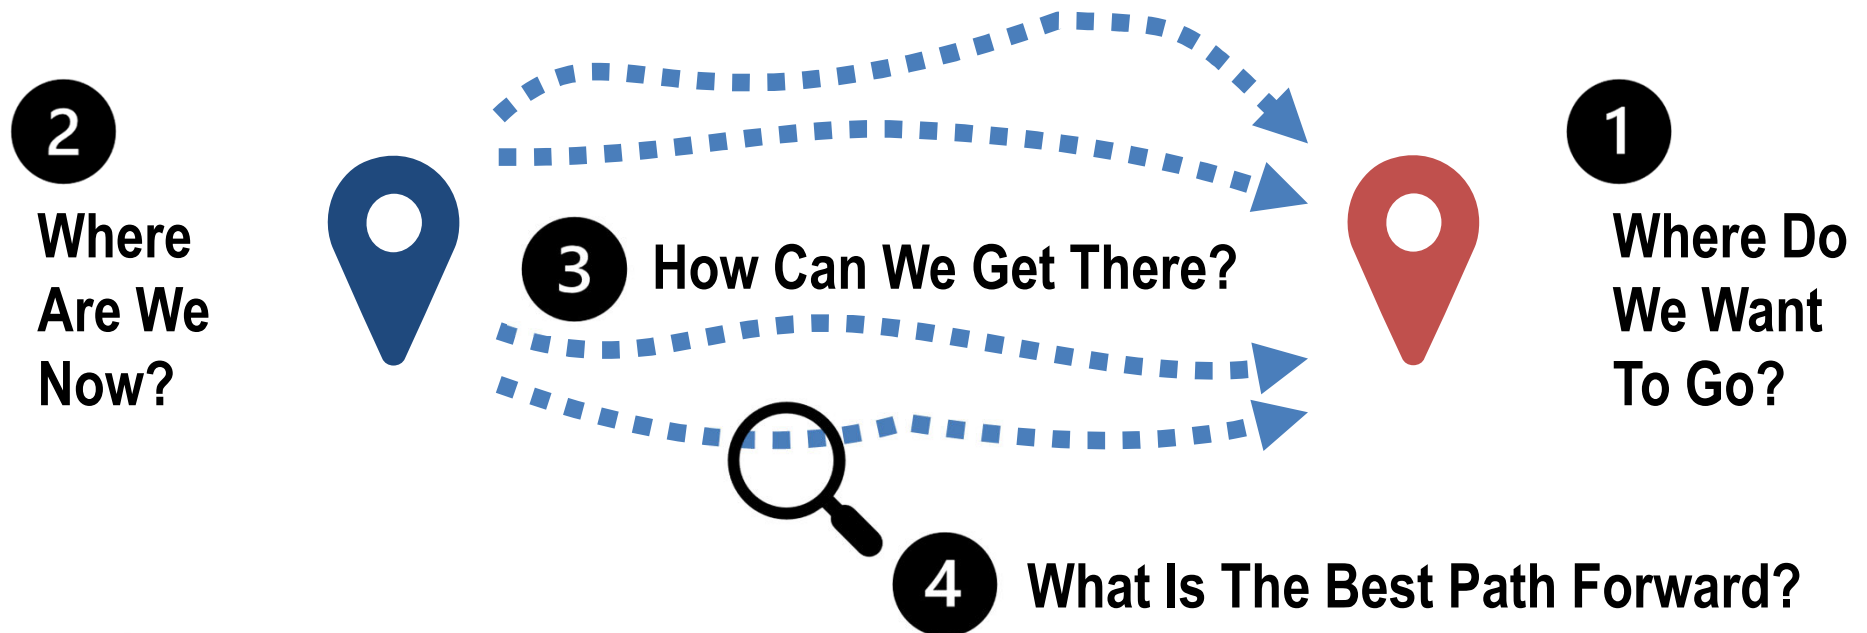 2
Where
Are We
Now?
3 How Can We Get There?
1
Where Do
We Want
To Go?
4 What Is The Best Path Forward?